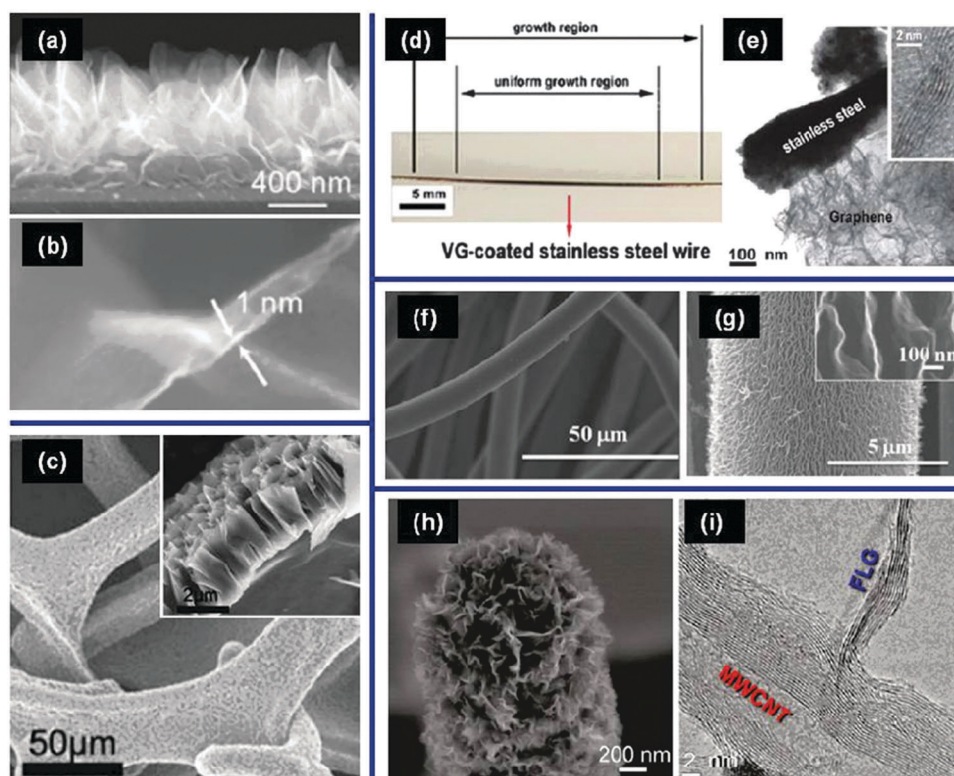 (a)
400 nm
(b)
1 nm
(c)
2μm
50μm
(d)
growth region
uniform growth region
5 mm
VG-coated stainless steel wire
(e)
2 nm
stainless steel
Graphene
100 nm
(f)
50 μm
(g)
100 nm
5 μm
(h)
200 nm
(i)
FLG
MWCNT
2 nm